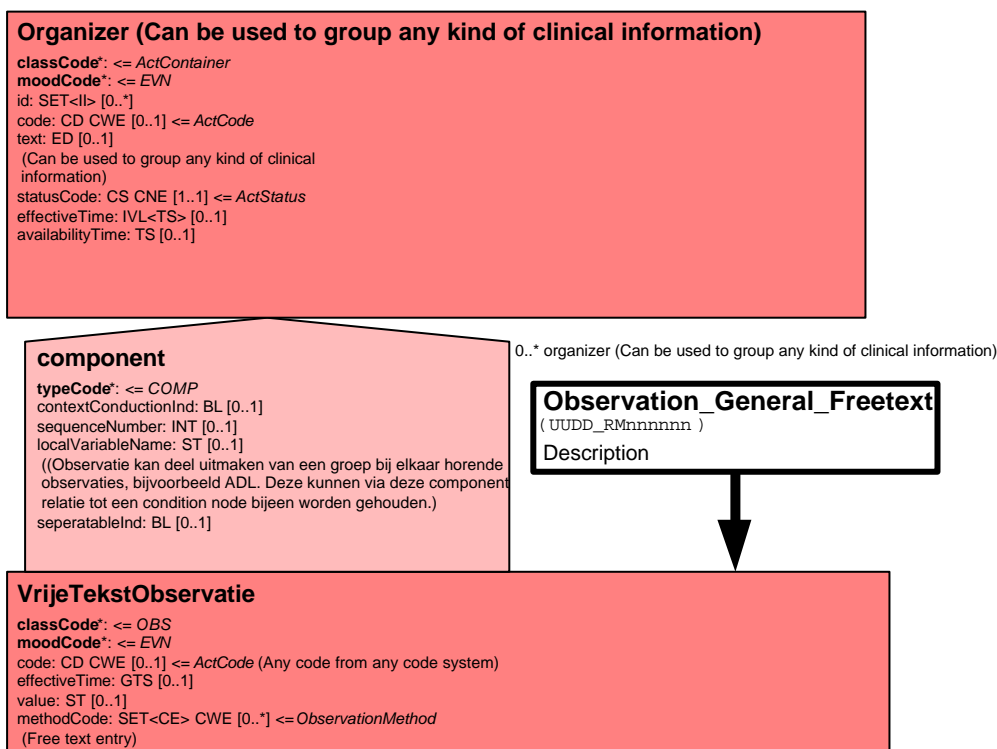 Organizer (Can be used to group any kind of clinical information)
classCode*: <= ActContainer
moodCode*: <= EVN
id: SET<II> [0..*]
code: CD CWE [0..1] <= ActCode
text: ED [0..1]
(Can be used to group any kind of clinical
information)
statusCode: CS CNE [1..1] <= ActStatus
effectiveTime: IVL<TS> [0..1]
availabilityTime: TS [0..1]
component
typeCode*: <= COMP
contextConductionInd: BL [0..1]
sequenceNumber: INT [0..1]
localVariableName: ST [0..1]
((Observatie kan deel uitmaken van een groep bij elkaar horende
observaties, bijvoorbeeld ADL. Deze kunnen via deze component
relatie tot een condition node bijeen worden gehouden.)
seperatableInd: BL [0..1]
0..* organizer (Can be used to group any kind of clinical information)
Observation_General_Freetext
(UUDD_RMnnnnnn )
Description
VrijeTekstObservatie
classCode*: <= OBS
moodCode*: <= EVN
code: CD CWE [0..1] <= ActCode (Any code from any code system)
effectiveTime: GTS [0..1]
value: ST [0..1]
methodCode: SET<CE> CWE [0..*] <= ObservationMethod
(Free text entry)